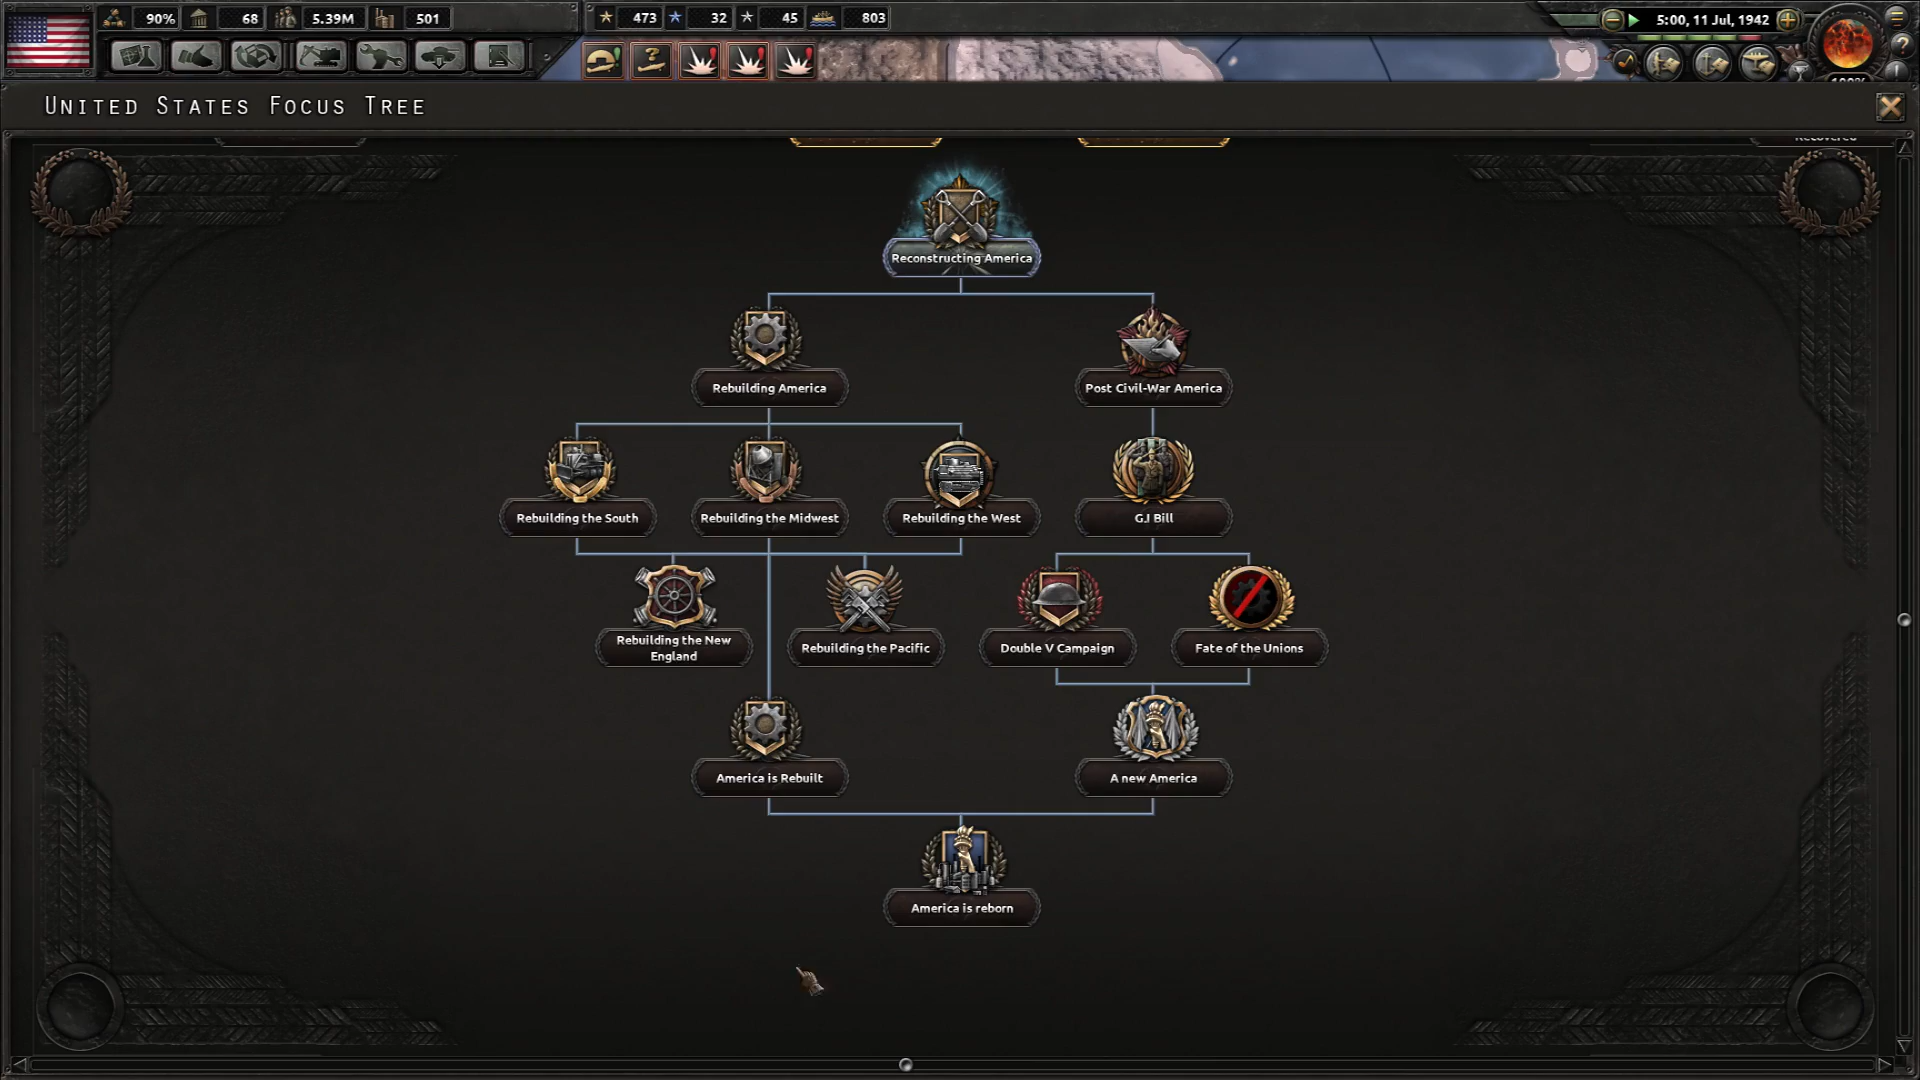 90% 68 5.39M 501 473 32 45 803 5:00, 11 Jul, 1942
United States Focus Tree
Recovered
Reconstructing America
Rebuilding America
Post Civil-War America
Rebuilding the South
Rebuilding the Midwest
Rebuilding the West
G.I Bill
Rebuilding the New
England
Rebuilding the Pacific
Double V Campaign
Fate of the Unions
America is Rebuilt
A new America
America is reborn